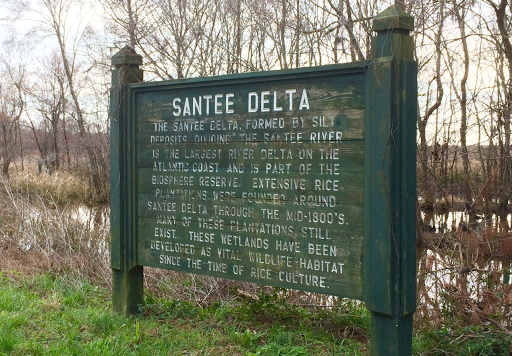 SANTEE DELTA
THE SANTEE DELTA, FORMED BY SILT
DEPOSITS DIVIDING THE SANTEE RIVER
IS THE LARGEST RIVER DELTA ON THE
ATLANTIC COAST AND IS PART OF THE
BIOSPHERE RESERVE. EXTENSIVE RICE
PLANTATIONS WERE FOUNDED AROUND
SANTEE DELTA THROUGH THE MID-1800'S.
MANY OF THESE PLANTATIONS, STILL
EXIST. THESE WETLANDS HAVE BEEN
DEVELOPED AS VITAL WILDLIFE HABITAT
SINCE THE TIME OF RICE CULTURE.